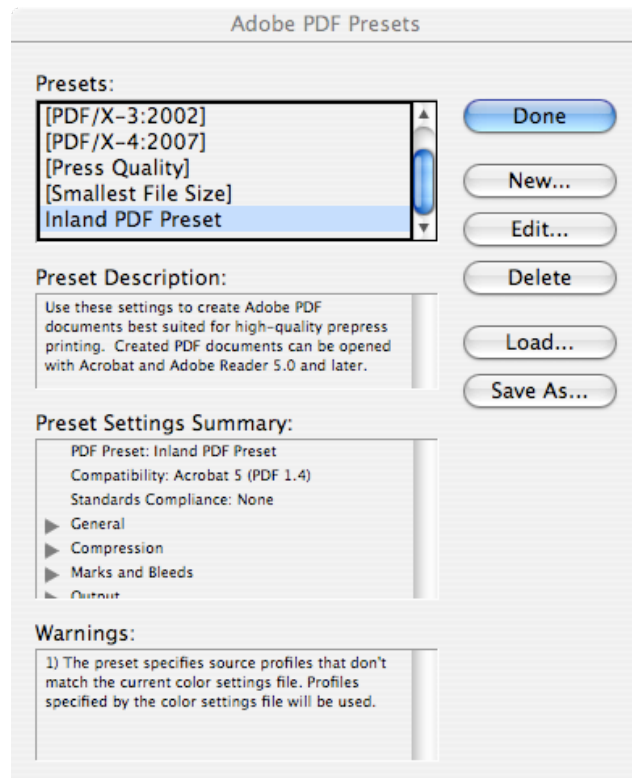 Adobe PDF Presets
Presets:
[PDF/X-3:2002]
[PDF/X-4:2007]
[Press Quality]
[Smallest File Size]
Inland PDF Preset
Done
New...
Edit...
Delete
Load...
Save As...
Preset Description:
Use these settings to create Adobe PDF
documents best suited for high-quality prepress
printing.  Created PDF documents can be opened
with Acrobat and Adobe Reader 5.0 and later.
Preset Settings Summary:
PDF Preset: Inland PDF Preset
Compatibility: Acrobat 5 (PDF 1.4)
Standards Compliance: None
General
Compression
Marks and Bleeds
Output
Warnings:
1) The preset specifies source profiles that don't
match the current color settings file. Profiles
specified by the color settings file will be used.